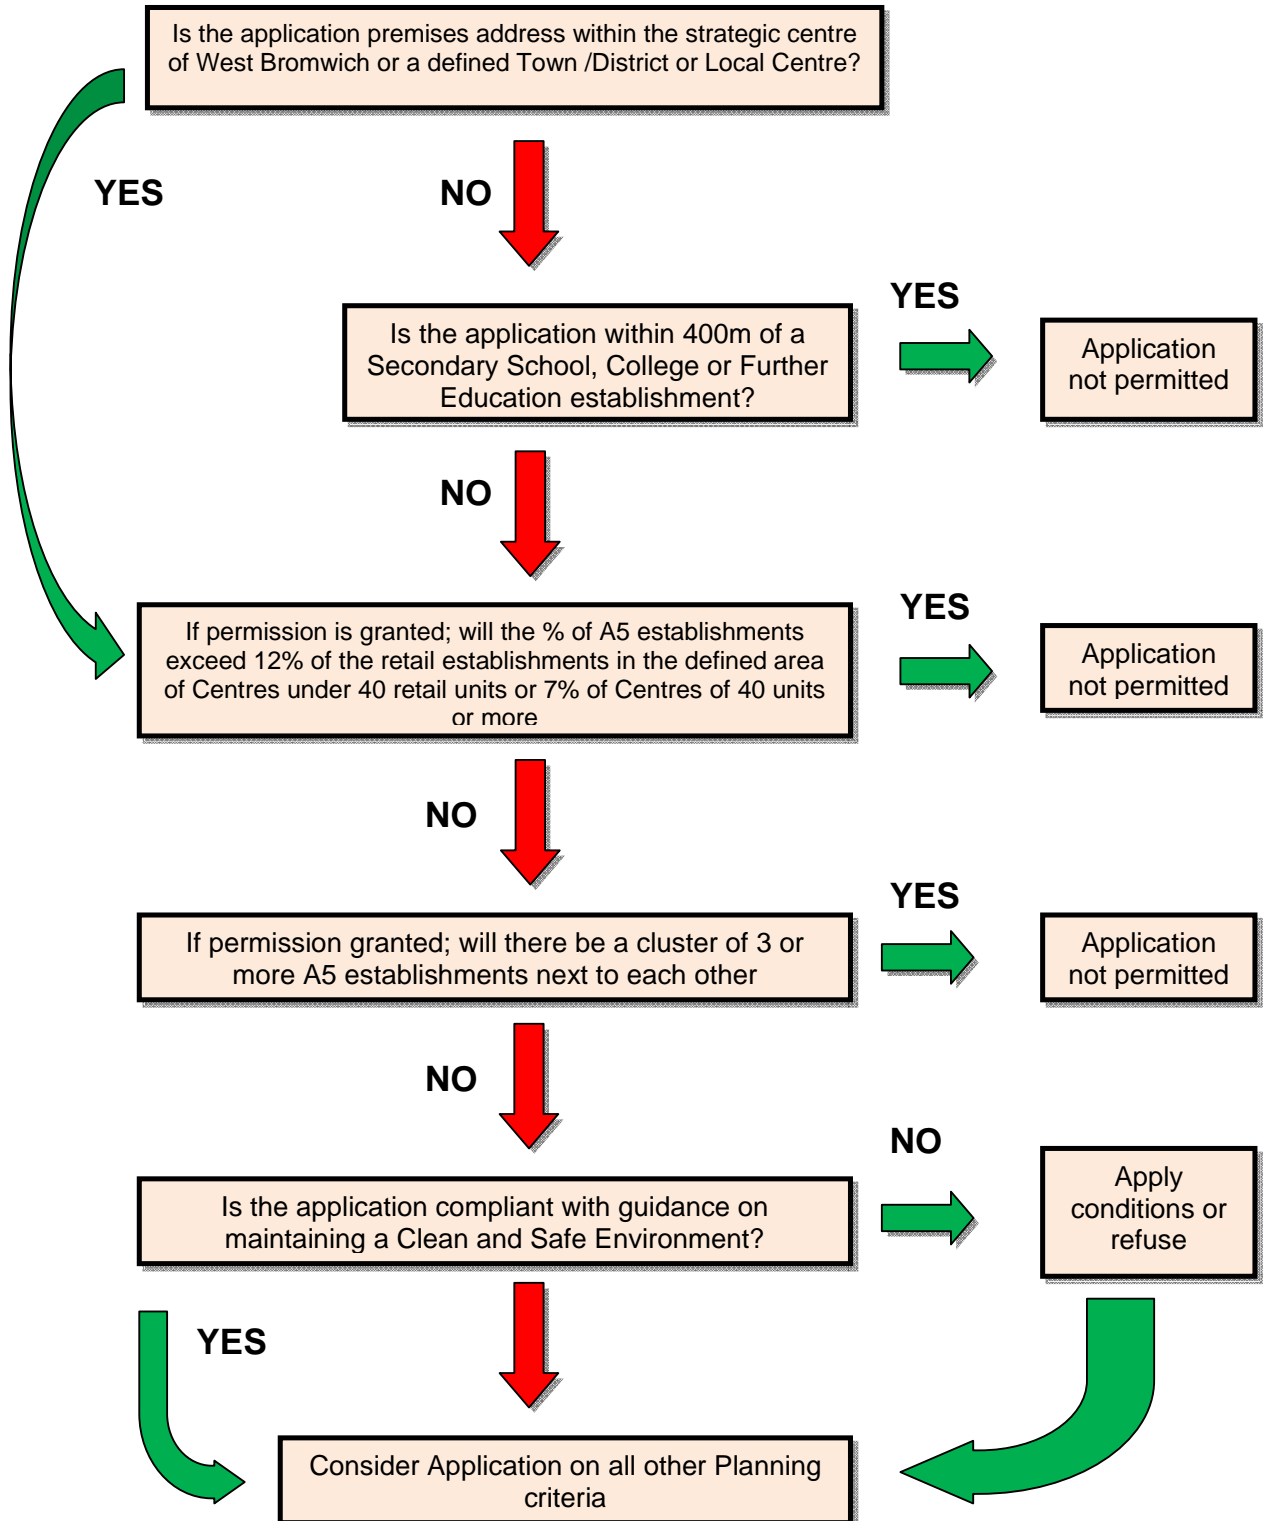 Is the application premises address within the strategic centre
of West Bromwich or a defined Town /District or Local Centre?
YES
NO
Is the application within 400m of a
Secondary School, College or Further
Education establishment?
YES
Application
not permitted
NO
If permission is granted; will the % of A5 establishments
exceed 12% of the retail establishments in the defined area
of Centres under 40 retail units or 7% of Centres of 40 units
or more
YES
Application
not permitted
NO
If permission granted; will there be a cluster of 3 or
more A5 establishments next to each other
YES
Application
not permitted
NO
Is the application compliant with guidance on
maintaining a Clean and Safe Environment?
NO
Apply
conditions or
refuse
YES
Consider Application on all other Planning
criteria